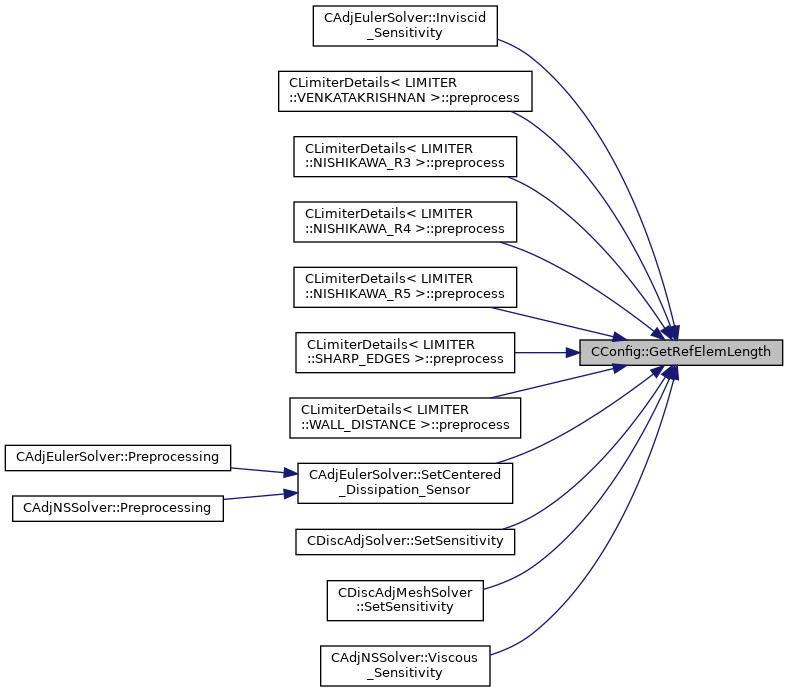 CAdjEulerSolver::Inviscid
_Sensitivity
CLimiterDetails< LIMITER
::VENKATAKRISHNAN >::preprocess
CLimiterDetails< LIMITER
::NISHIKAWA_R3 >::preprocess
CLimiterDetails< LIMITER
::NISHIKAWA_R4 >::preprocess
CLimiterDetails< LIMITER
::NISHIKAWA_R5 >::preprocess
CConfig::GetRefElemLength
CLimiterDetails< LIMITER
::SHARP_EDGES >::preprocess
CLimiterDetails< LIMITER
::WALL_DISTANCE >::preprocess
CAdjEulerSolver::Preprocessing
CAdjEulerSolver::SetCentered
_Dissipation_Sensor
CAdjNSSolver::Preprocessing
CDiscAdjSolver::SetSensitivity
CDiscAdjMeshSolver
::SetSensitivity
CAdjNSSolver::Viscous
_Sensitivity